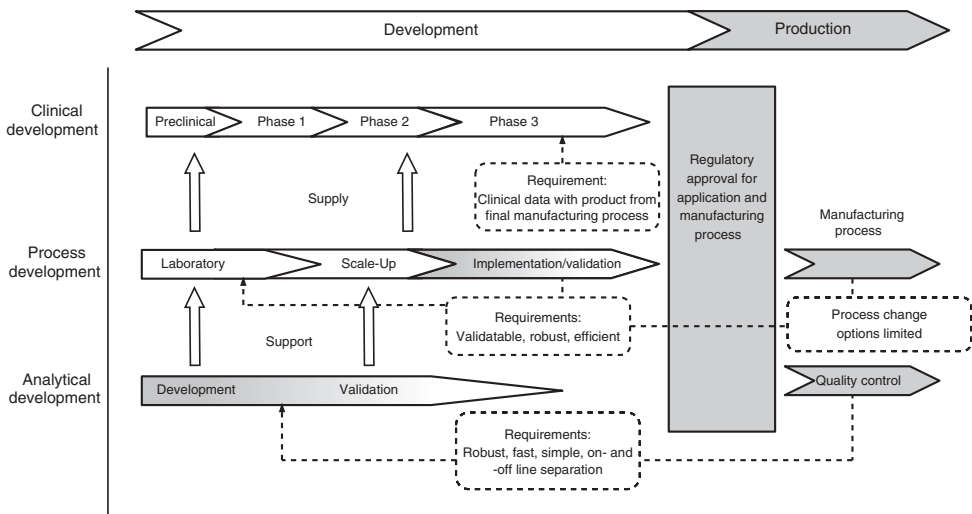 Development
Production
Clinical
development
Preclinical
Phase 1
Phase 2
Phase 3
Requirement:
Clinical data with product from
final manufacturing process
Supply
Regulatory
approval for
application and
manufacturing
process
Manufacturing
process
Process
development
Laboratory
Scale-Up
Implementation/validation
Requirements:
Validatable, robust, efficient
Process change
options limited
Support
Analytical
development
Development
Validation
Quality control
Requirements:
Robust, fast, simple, on- and
-off line separation